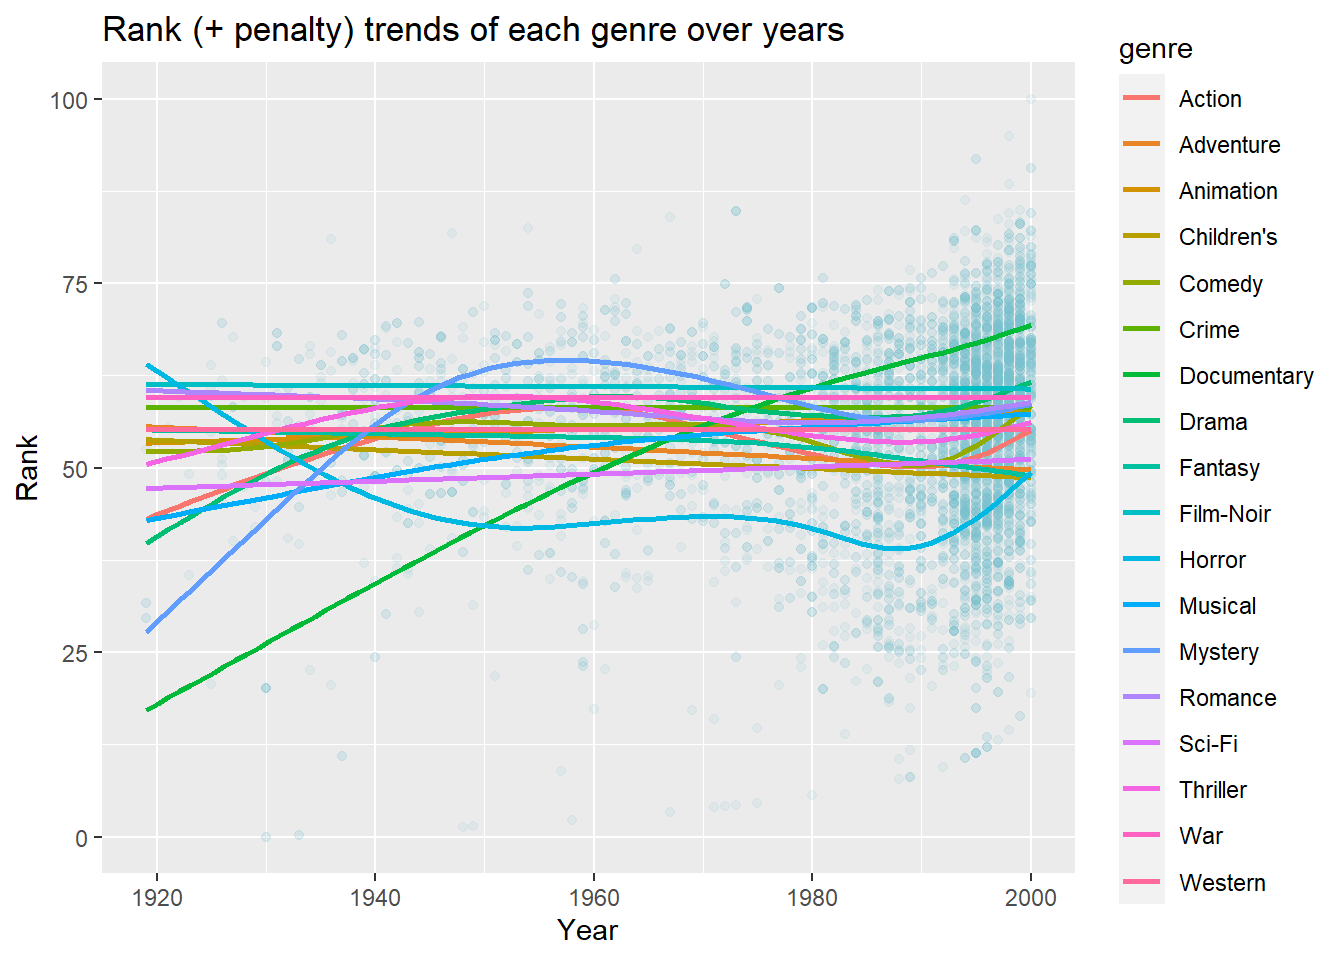 Rank (+ penalty) trends of each genre over years
genre
Action
Adventure
Animation
Children's
Comedy
Crime
Documentary
Drama
Fantasy
Film-Noir
Horror
Musical
Mystery
Romance
Sci-Fi
Thriller
War
Western
Rank
100
75
50
25
0
1920 1940 1960 1980 2000
Year